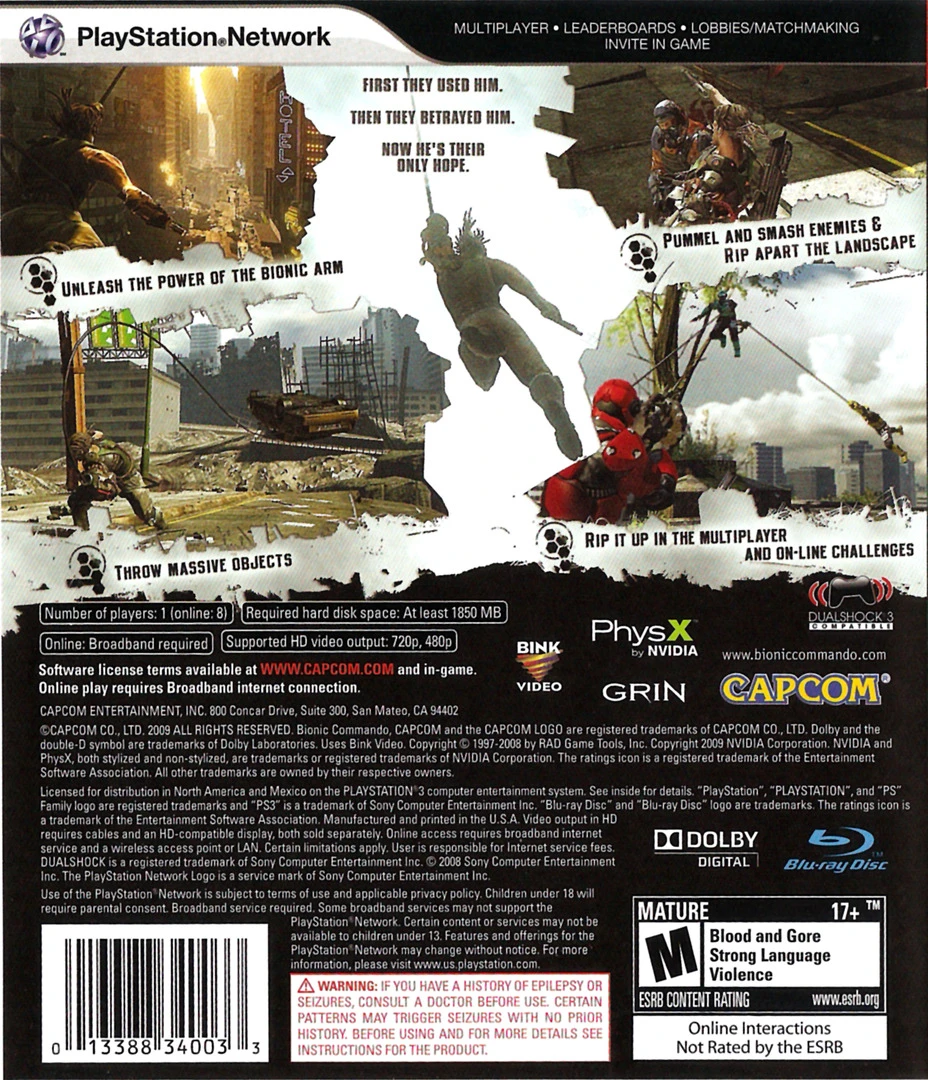 PlayStation®Network
MULTIPLAYER • LEADERBOARDS • LOBBIES/MATCHMAKING
INVITE IN GAME
FIRST THEY USED HIM.
THEN THEY BETRAYED HIM.
NOW HE'S THEIR
ONLY HOPE.
HOTEL
UNLEASH THE POWER OF THE BIONIC ARM
PUMMEL AND SMASH ENEMIES &
RIP APART THE LANDSCAPE
THROW MASSIVE OBJECTS
RIP IT UP IN THE MULTIPLAYER
AND ON-LINE CHALLENGES
Number of players: 1 (online: 8)
Required hard disk space: At least 1850 MB
Online: Broadband required
Supported HD video output: 720p, 480p
Software license terms available at WWW.CAPCOM.COM and in-game.
Online play requires Broadband internet connection.
BINK
VIDEO
PhysX™
by NVIDIA
GRIN
DUALSHOCK 3
COMPATIBLE
www.bioniccommando.com
CAPCOM®
CAPCOM ENTERTAINMENT, INC. 800 Concar Drive, Suite 300, San Mateo, CA 94402
©CAPCOM CO., LTD. 2009 ALL RIGHTS RESERVED. Bionic Commando, CAPCOM and the CAPCOM LOGO are registered trademarks of CAPCOM CO., LTD. Dolby and the
double-D symbol are trademarks of Dolby Laboratories. Uses Bink Video. Copyright © 1997-2008 by RAD Game Tools, Inc. Copyright 2009 NVIDIA Corporation. NVIDIA and
PhysX, both stylized and non-stylized, are trademarks or registered trademarks of NVIDIA Corporation. The ratings icon is a registered trademark of the Entertainment
Software Association. All other trademarks are owned by their respective owners.
Licensed for distribution in North America and Mexico on the PLAYSTATION®3 computer entertainment system. See inside for details. "PlayStation", "PLAYSTATION", and "PS"
Family logo are registered trademarks and "PS3" is a trademark of Sony Computer Entertainment Inc. "Blu-ray Disc" and "Blu-ray Disc" logo are trademarks. The ratings icon is
a trademark of the Entertainment Software Association. Manufactured and printed in the U.S.A. Video output in HD
requires cables and an HD-compatible display, both sold separately. Online access requires broadband internet
service and a wireless access point or LAN. Certain limitations apply. User is responsible for Internet service fees.
DUALSHOCK is a registered trademark of Sony Computer Entertainment Inc. © 2008 Sony Computer Entertainment
Inc. The PlayStation Network Logo is a service mark of Sony Computer Entertainment Inc.
DOLBY
DIGITAL
Blu-ray Disc™
Use of the PlayStation®Network is subject to terms of use and applicable privacy policy. Children under 18 will
require parental consent. Broadband service required. Some broadband services may not support the
PlayStation®Network. Certain content or services may not be
available to children under 13. Features and offerings for the
PlayStation®Network may change without notice. For more
information, please visit www.us.playstation.com.
WARNING: IF YOU HAVE A HISTORY OF EPILEPSY OR
SEIZURES, CONSULT A DOCTOR BEFORE USE. CERTAIN
PATTERNS MAY TRIGGER SEIZURES WITH NO PRIOR
HISTORY. BEFORE USING AND FOR MORE DETAILS SEE
INSTRUCTIONS FOR THE PRODUCT.
0 13388 34003 3
MATURE 17+ ™
M
Blood and Gore
Strong Language
Violence
ESRB CONTENT RATING www.esrb.org
Online Interactions
Not Rated by the ESRB